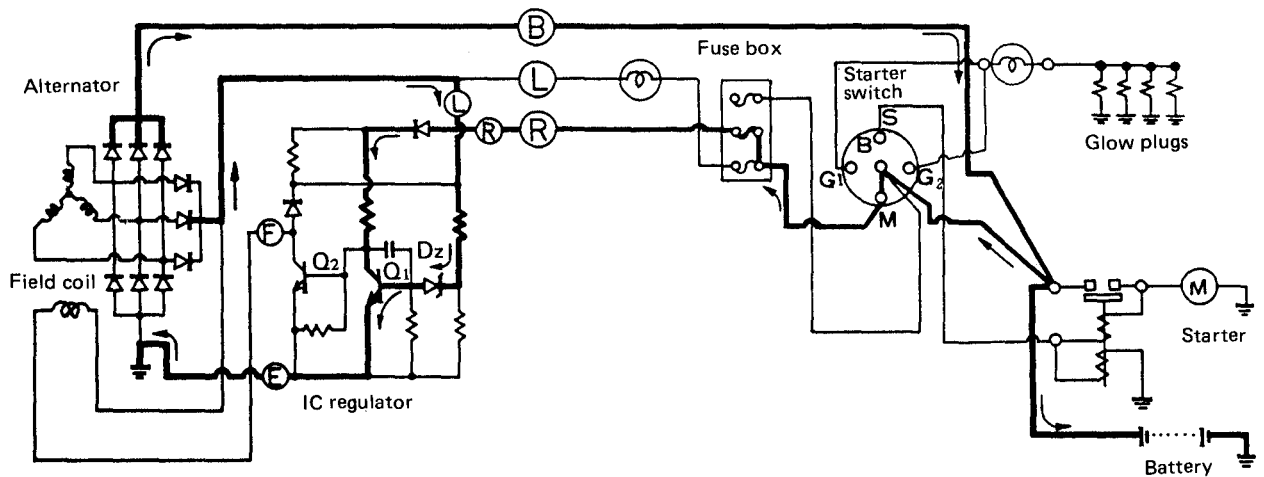 B
Fuse box
Alternator
L
Starter
switch
L
S
R
R
B
Glow plugs
G1
G2
M
F
Q2
Dz
Q1
Field coil
M
Starter
E
IC regulator
Battery